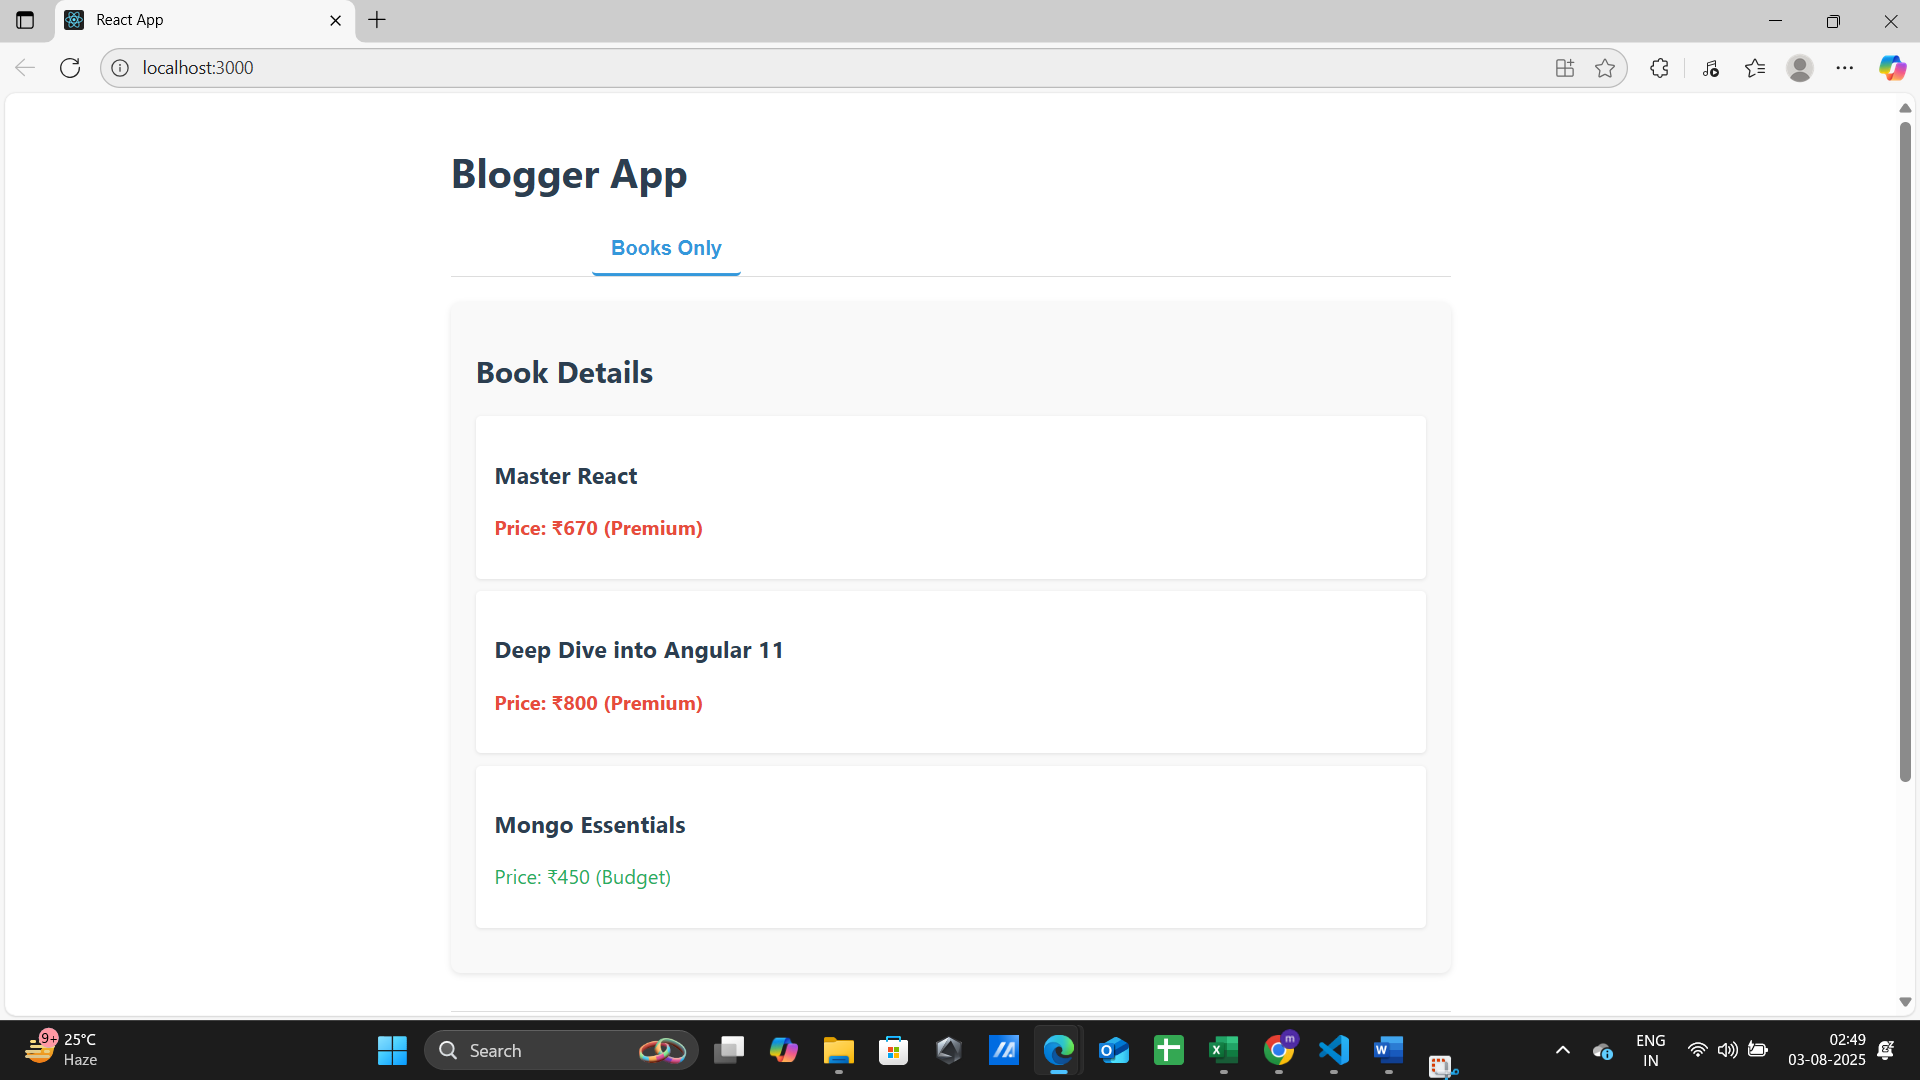 React App
localhost:3000
Blogger App
Books Only
Book Details
Master React
Price: ₹670 (Premium)
Deep Dive into Angular 11
Price: ₹800 (Premium)
Mongo Essentials
Price: ₹450 (Budget)
9+
25°C
Haze
Search
m
ENG
IN
02:49
03-08-2025